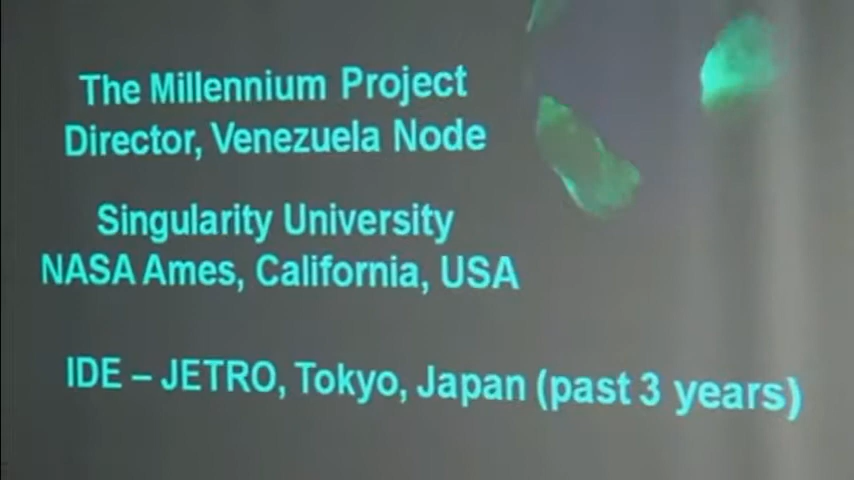 The Millennium Project
Director, Venezuela Node
Singularity University
NASA Ames, California, USA
IDE – JETRO, Tokyo, Japan (past 3 years)